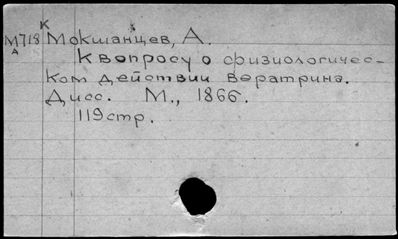 К
М718 Мокшанцев, А.
А
К вопросу о физиологичес-
ком действии вератрина.
Дисс. М., 1866.
119 стр.